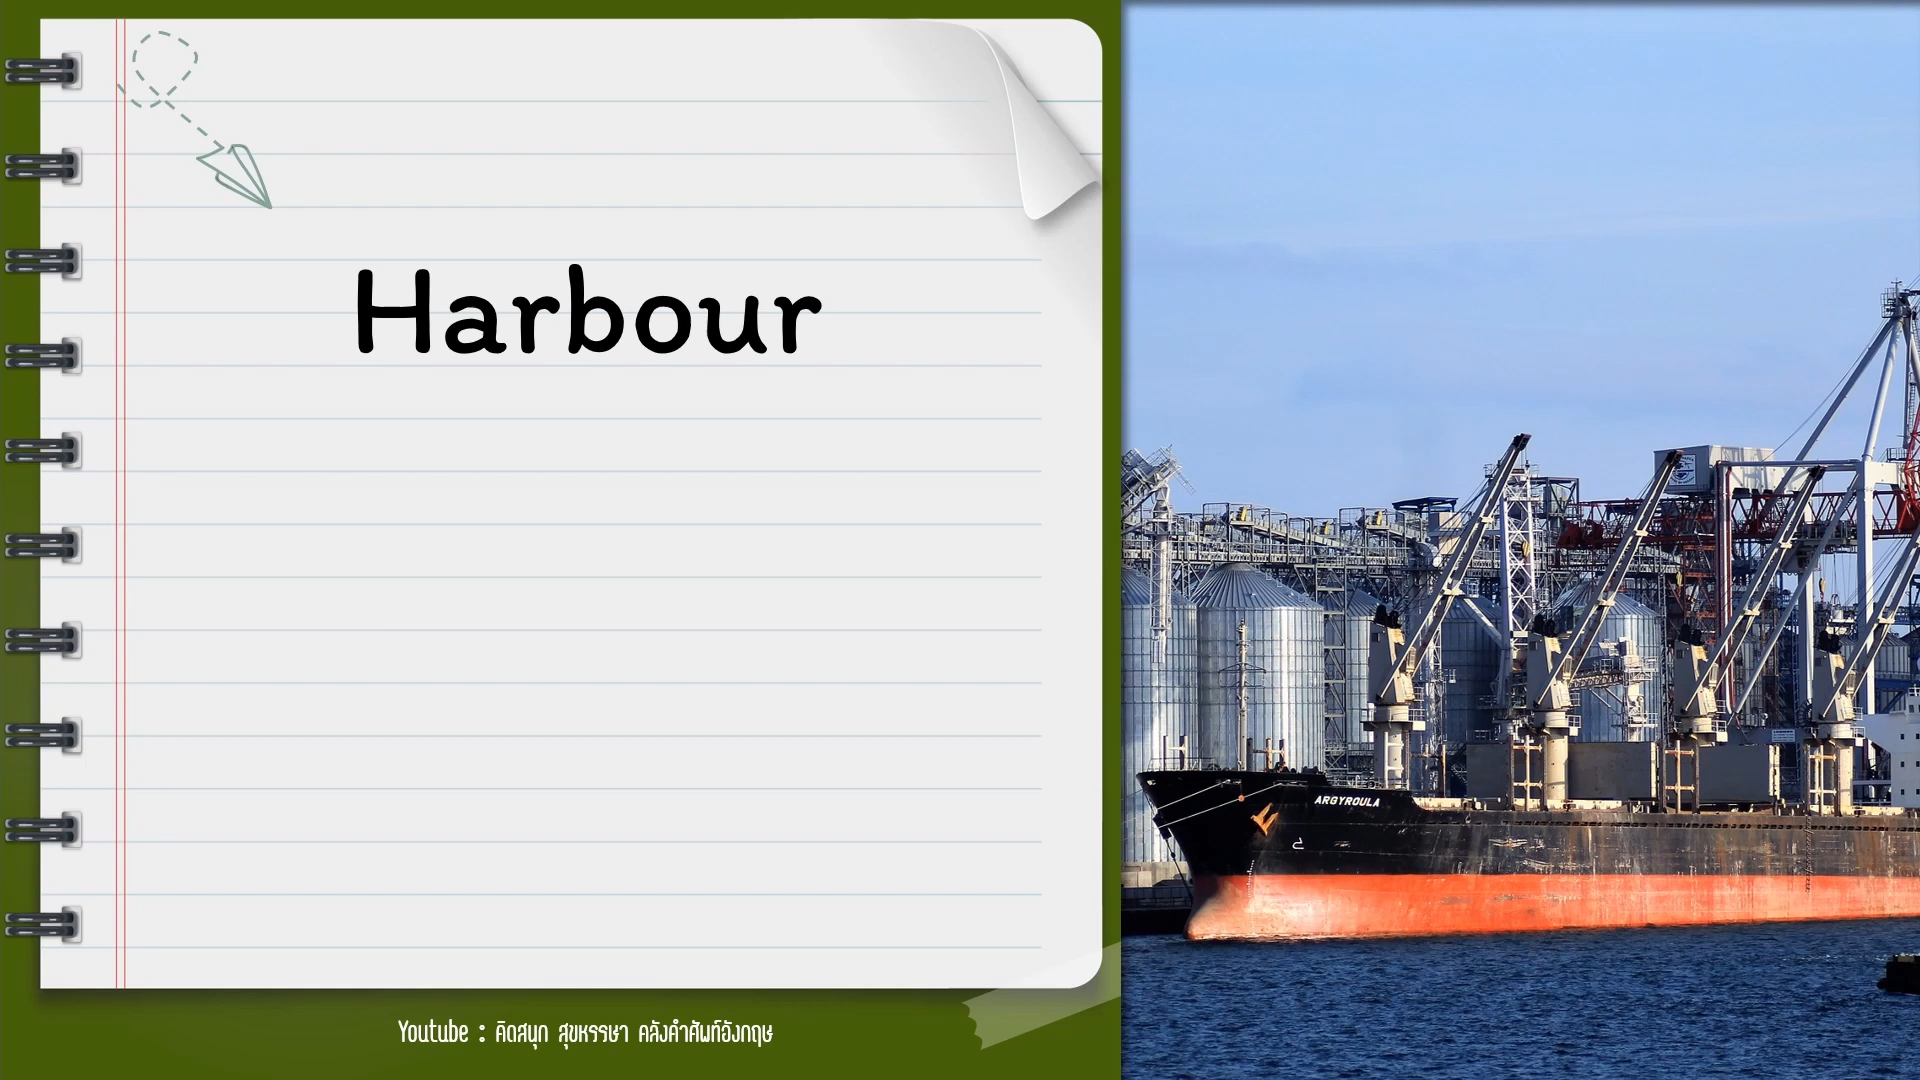 Harbour
ARGYROULA
Youtube : คิดสนุก สุขหรรษา คลังคำศัพท์อังกฤษ